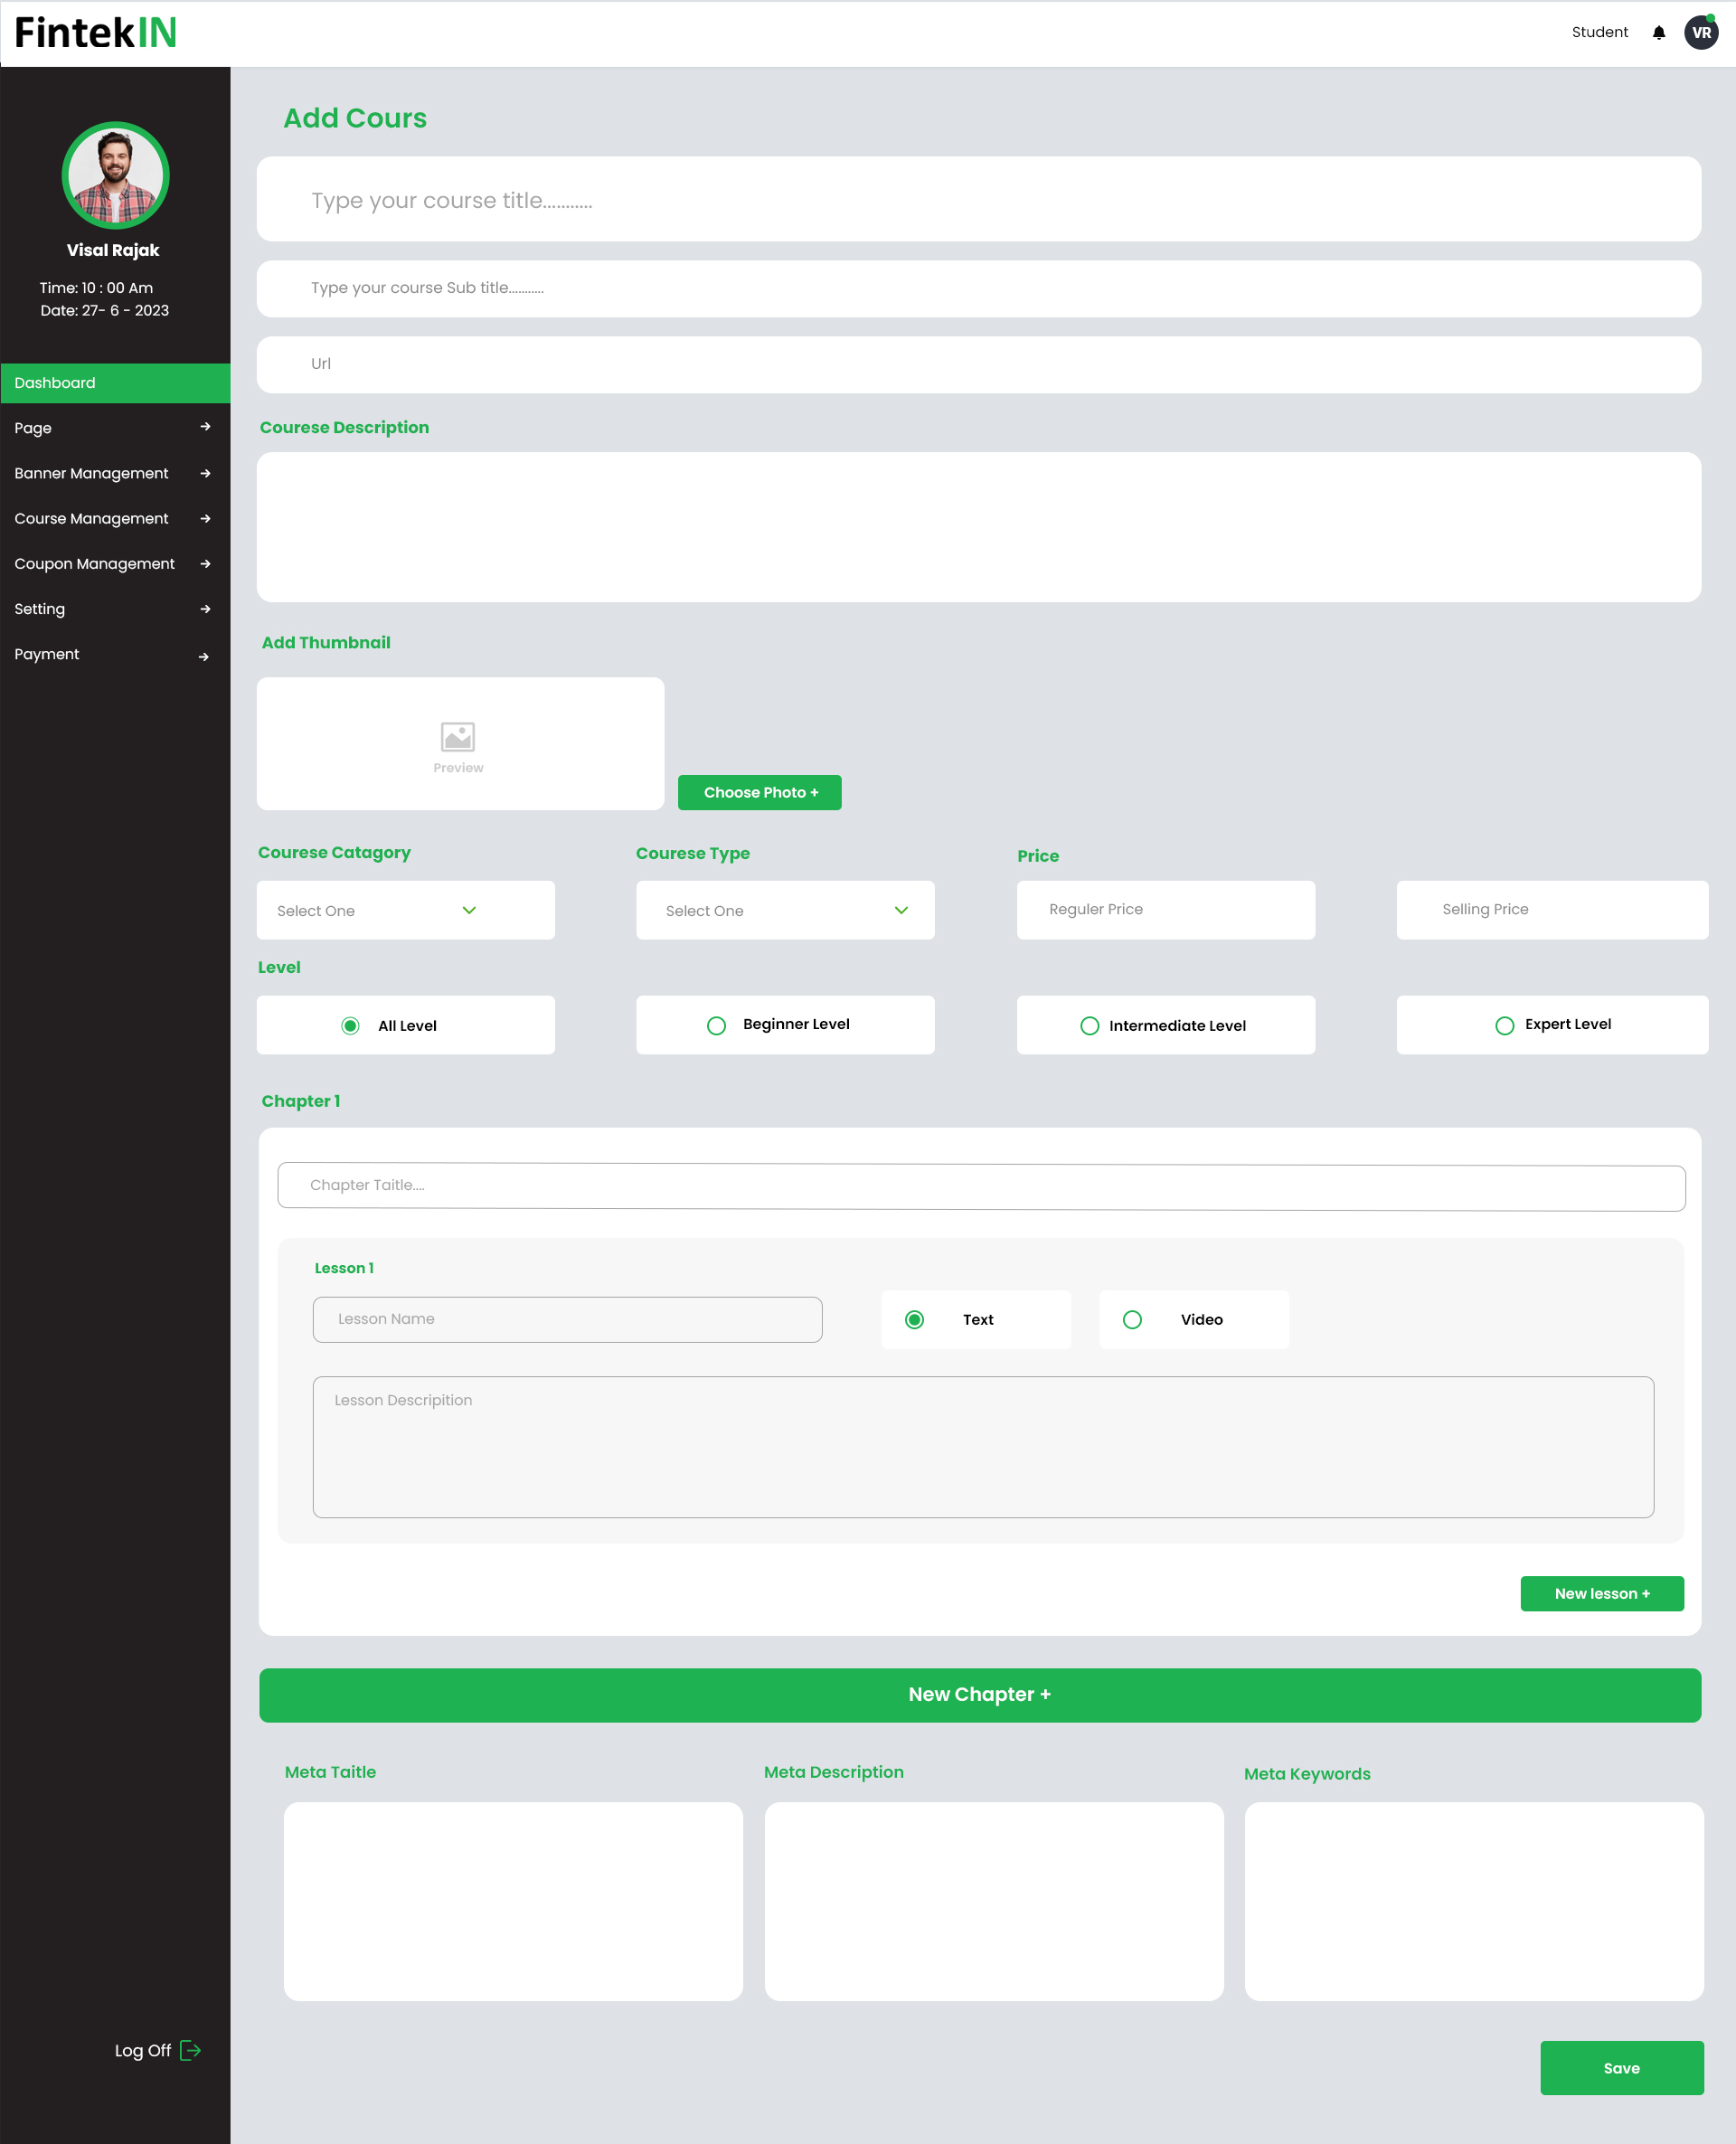 FintekIN
Student
VR
Visal Rajak
Time: 10 : 00 Am
Date: 27- 6 - 2023
Dashboard
Page
Banner Management
Course Management
Coupon Management
Setting
Payment
Log Off
Add Cours
Type your course title...........
Type your course Sub title...........
Url
Courese Description
Add Thumbnail
Preview
Choose Photo +
Courese Catagory
Courese Type
Price
Select One
Select One
Reguler Price
Selling Price
Level
All Level
Beginner Level
Intermediate Level
Expert Level
Chapter 1
Chapter Taitle....
Lesson 1
Lesson Name
Text
Video
Lesson Descripition
New lesson +
New Chapter +
Meta Taitle
Meta Description
Meta Keywords
Save